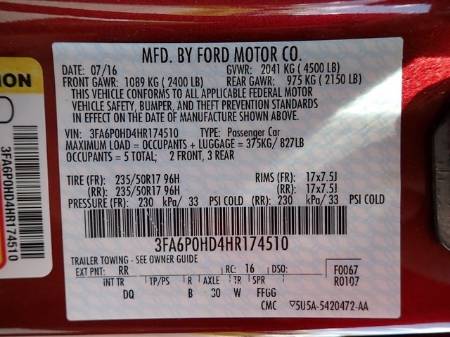 MFD. BY FORD MOTOR CO.
DATE: 07/16 GVWR: 2041 KG ( 4500 LB)
FRONT GAWR: 1089 KG ( 2400 LB) REAR GAWR: 975 KG ( 2150 LB)
THIS VEHICLE CONFORMS TO ALL APPLICABLE FEDERAL MOTOR
VEHICLE SAFETY, BUMPER, AND THEFT PREVENTION STANDARDS
IN EFFECT ON THE DATE OF MANUFACTURE SHOWN ABOVE.
VIN: 3FA6P0HD4HR174510 TYPE: Passenger Car
MAXIMUM LOAD = OCCUPANTS + LUGGAGE = 375KG/ 827LB
OCCUPANTS = 5 TOTAL; 2 FRONT, 3 REAR
TIRE (FR): 235/50R17 96H RIMS (FR): 17x7.5J
(RR): 235/50R17 96H (RR): 17x7.5J
PRESSURE (FR): 230 kPa/ 33 PSI COLD (RR): 230 kPa/ 33 PSI COLD
3FA6P0HD4HR174510
TRAILER TOWING - SEE OWNER GUIDE
EXT PNT: RR RC: 16 DSO: F0067
INT TR TP/PS R AXLE TR SPR R0107
DQ B W FFGG
CMC 5U5A-5420472-AA
3FA6P0HD4HR174510